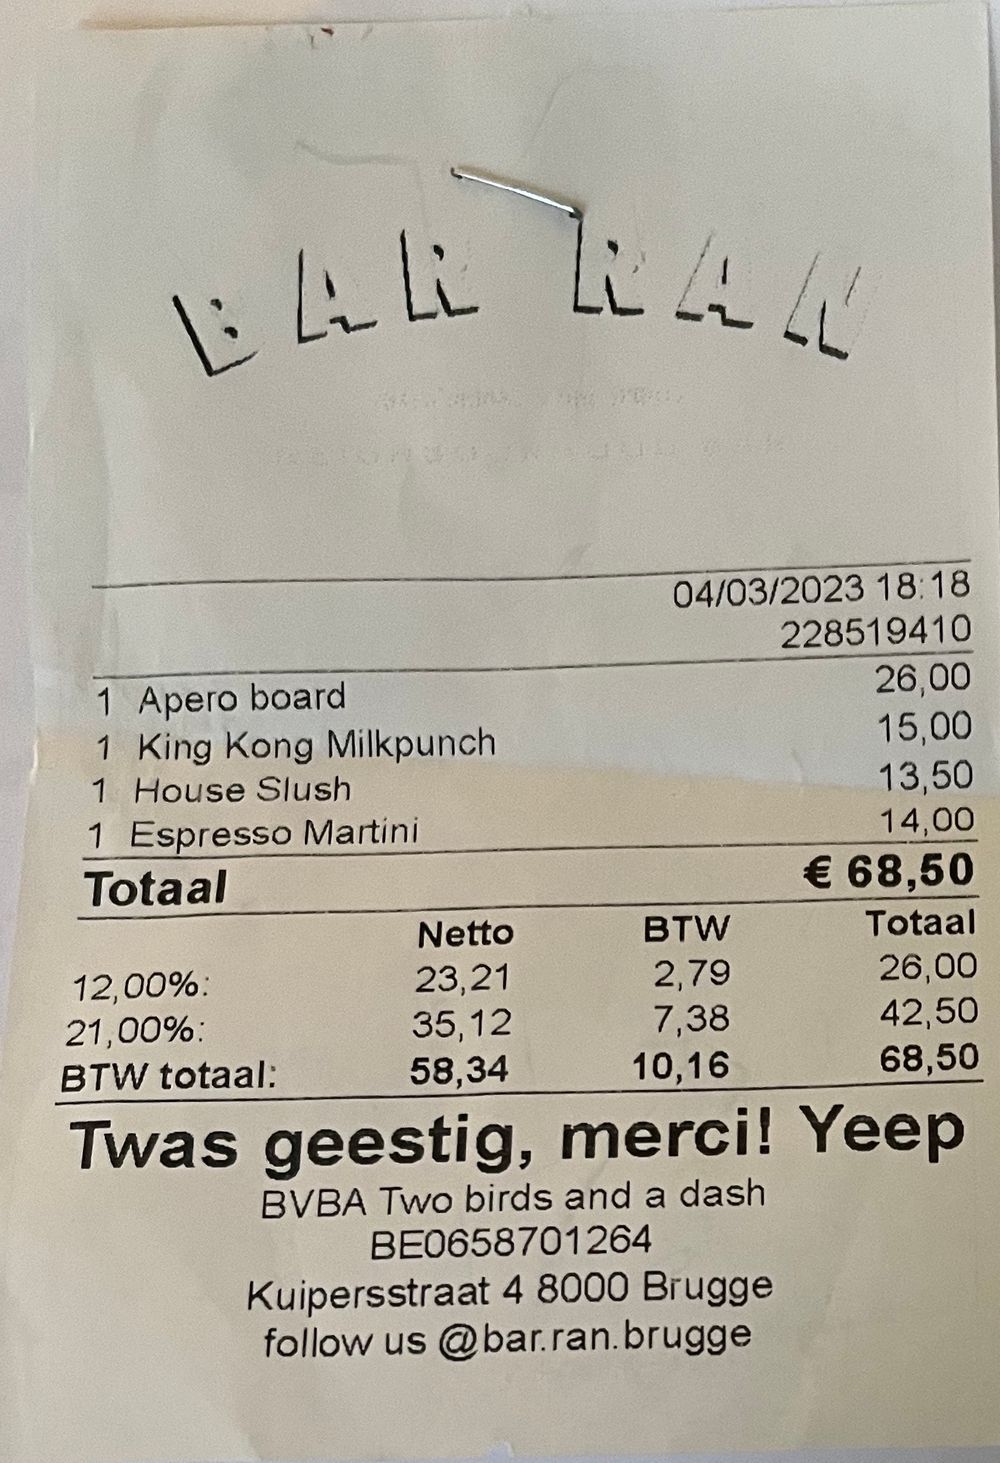 BAR RAN
04/03/2023 18:18
228519410
1 Apero board 26,00
1 King Kong Milkpunch 15,00
1 House Slush 13,50
1 Espresso Martini 14,00
Totaal € 68,50
Netto BTW Totaal
12,00%: 23,21 2,79 26,00
21,00%: 35,12 7,38 42,50
BTW totaal: 58,34 10,16 68,50
Twas geestig, merci! Yeep
BVBA Two birds and a dash
BE0658701264
Kuipersstraat 4 8000 Brugge
follow us @bar.ran.brugge